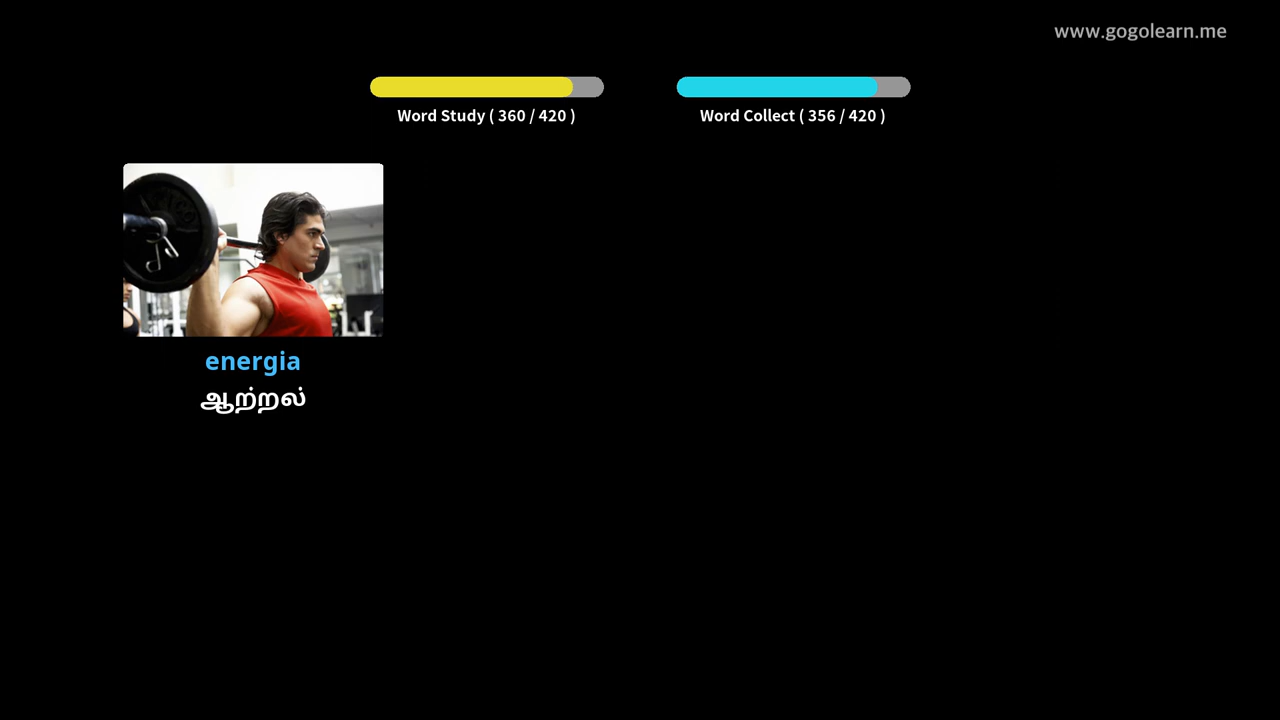 www.gogolearn.me
Word Study ( 360 / 420 )
Word Collect ( 356 / 420 )
energia
ஆற்றல்